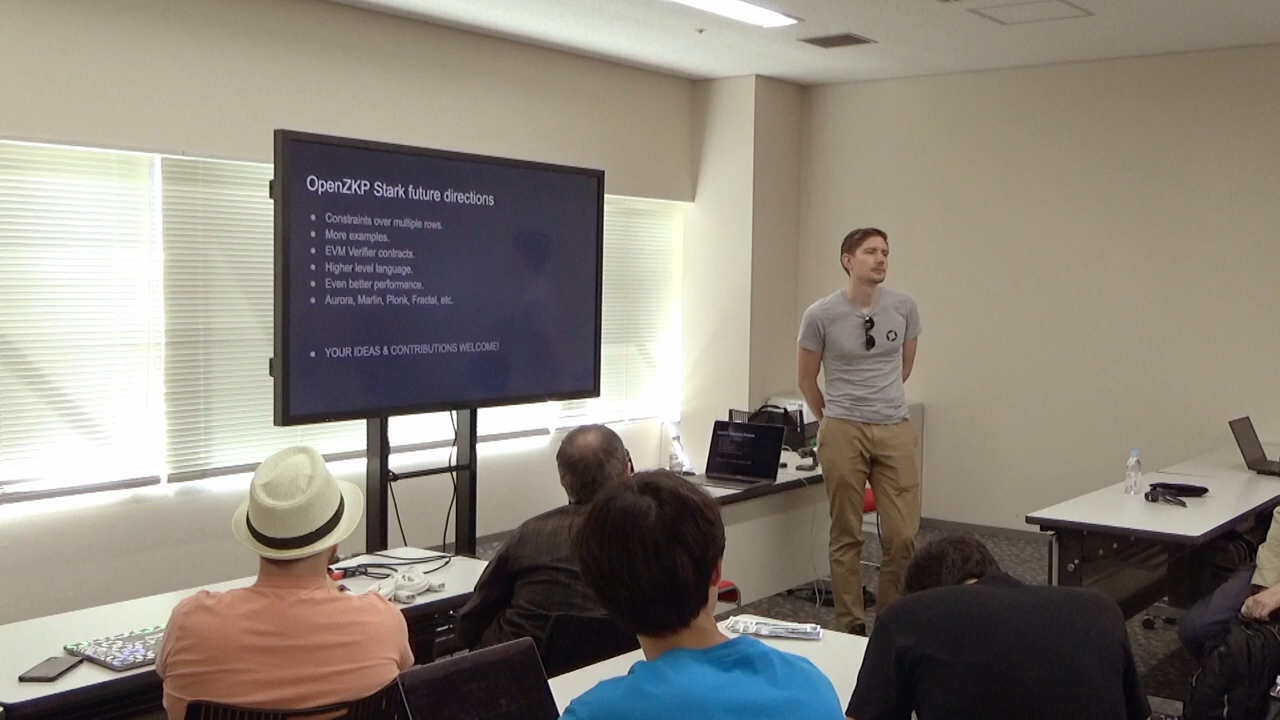 OpenZKP Stark future directions
• Constraints over multiple rows.
• More examples.
• EVM Verifier contracts.
• Higher level language.
• Even better performance.
• Aurora, Marlin, Plonk, Fractal, etc.
• YOUR IDEAS & CONTRIBUTIONS WELCOME!